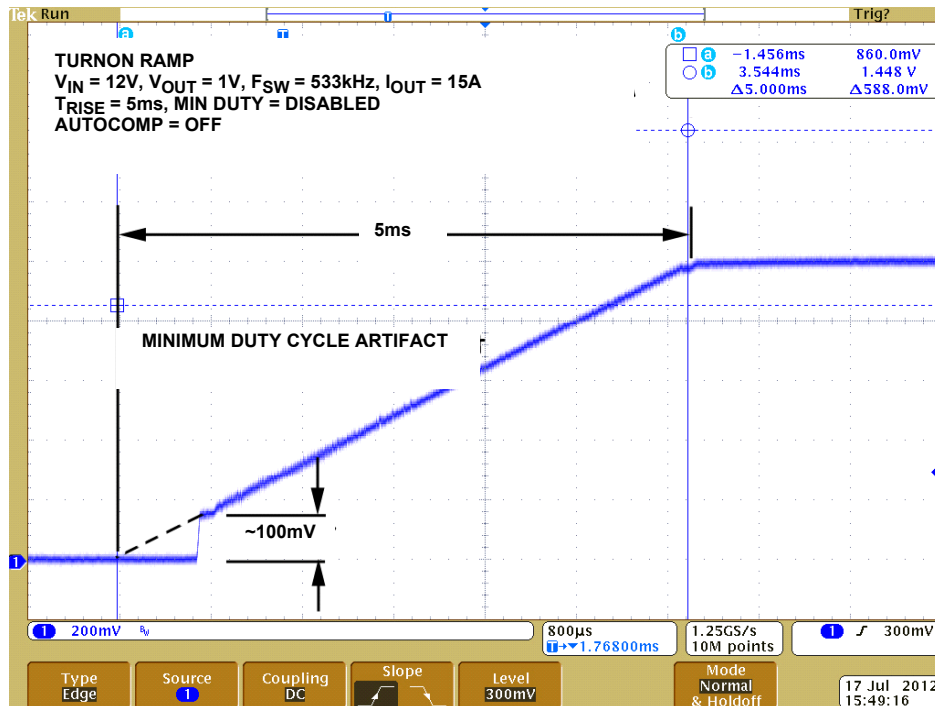 Tek Run
Trig?
a
b
T
T
TURNON RAMP
VIN = 12V, VOUT = 1V, FSW = 533kHz, IOUT = 15A
TRISE = 5ms, MIN DUTY = DISABLED
AUTOCOMP = OFF
a −1.456ms 860.0mV
b 3.544ms 1.448 V
Δ5.000ms Δ588.0mV
5ms
MINIMUM DUTY CYCLE ARTIFACT
~100mV
1
1 200mV BW
800µs
T→▼1.76800ms
1.25GS/s
10M points
1 300mV
Type
Edge
Source
1
Coupling
DC
Slope
Level
300mV
Mode
Normal
& Holdoff
17 Jul 2012
15:49:16